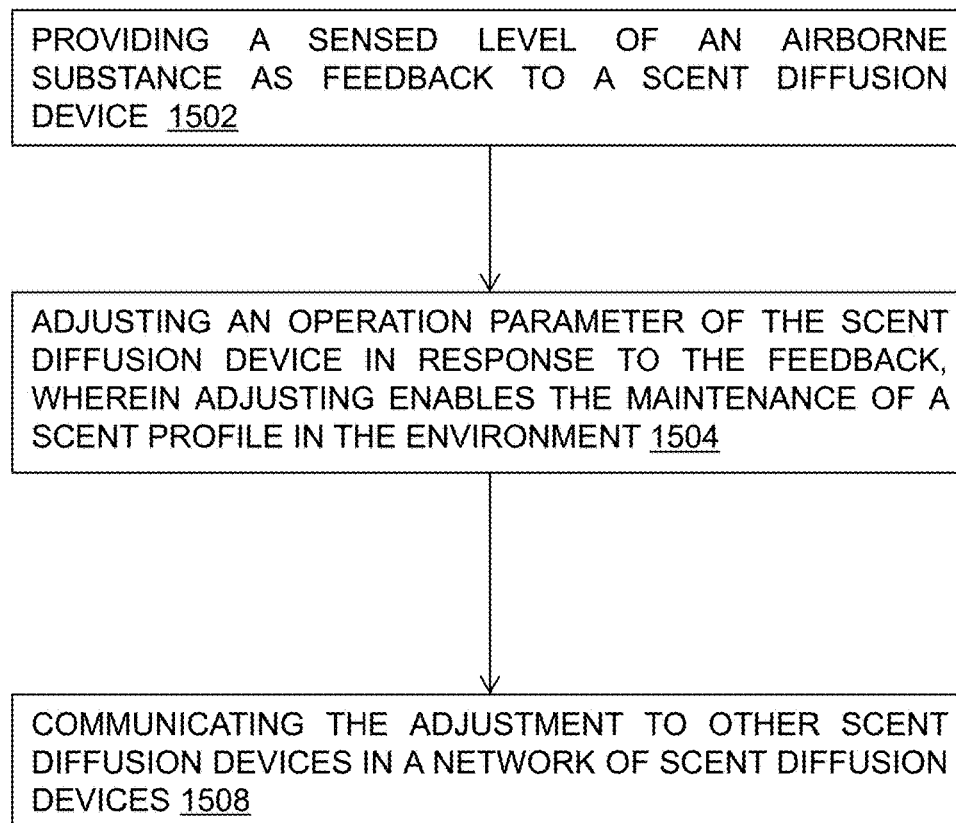 PROVIDING A SENSED LEVEL OF AN AIRBORNE
SUBSTANCE AS FEEDBACK TO A SCENT DIFFUSION
DEVICE 1502
ADJUSTING AN OPERATION PARAMETER OF THE SCENT
DIFFUSION DEVICE IN RESPONSE TO THE FEEDBACK,
WHEREIN ADJUSTING ENABLES THE MAINTENANCE OF A
SCENT PROFILE IN THE ENVIRONMENT 1504
COMMUNICATING THE ADJUSTMENT TO OTHER SCENT
DIFFUSION DEVICES IN A NETWORK OF SCENT DIFFUSION
DEVICES 1508